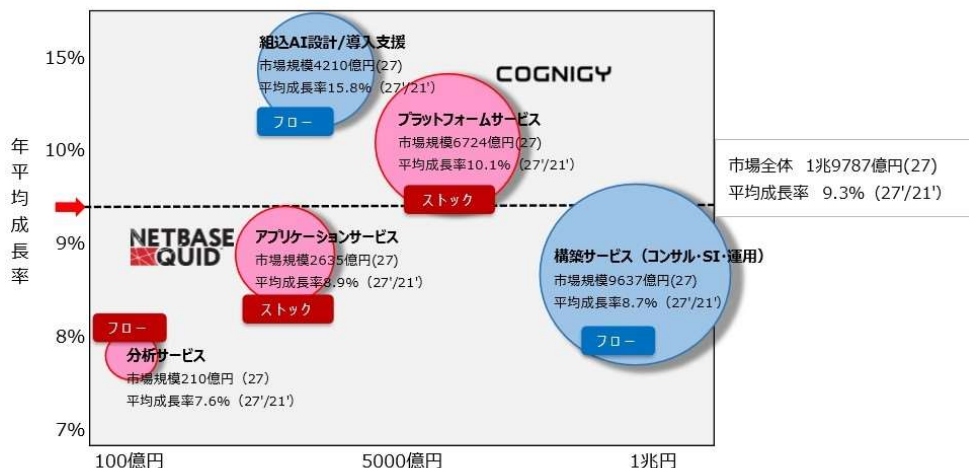 組込AI設計/導入支援
市場規模4210億円(27)
平均成長率15.8%（27'/21'）
フロー
COGNIGY
プラットフォームサービス
市場規模6724億円(27)
平均成長率10.1%（27'/21'）
ストック
市場全体 1兆9787億円(27)
平均成長率 9.3%（27'/21'）
NETBASE
QUID
アプリケーションサービス
市場規模2635億円(27)
平均成長率8.9%（27'/21'）
ストック
構築サービス（コンサル・SI・運用）
市場規模9637億円(27)
平均成長率8.7%（27'/21'）
フロー
フロー
分析サービス
市場規模210億円（27）
平均成長率7.6%（27'/21'）
年平均成長率
15%
10%
9%
8%
7%
100億円
5000億円
1兆円